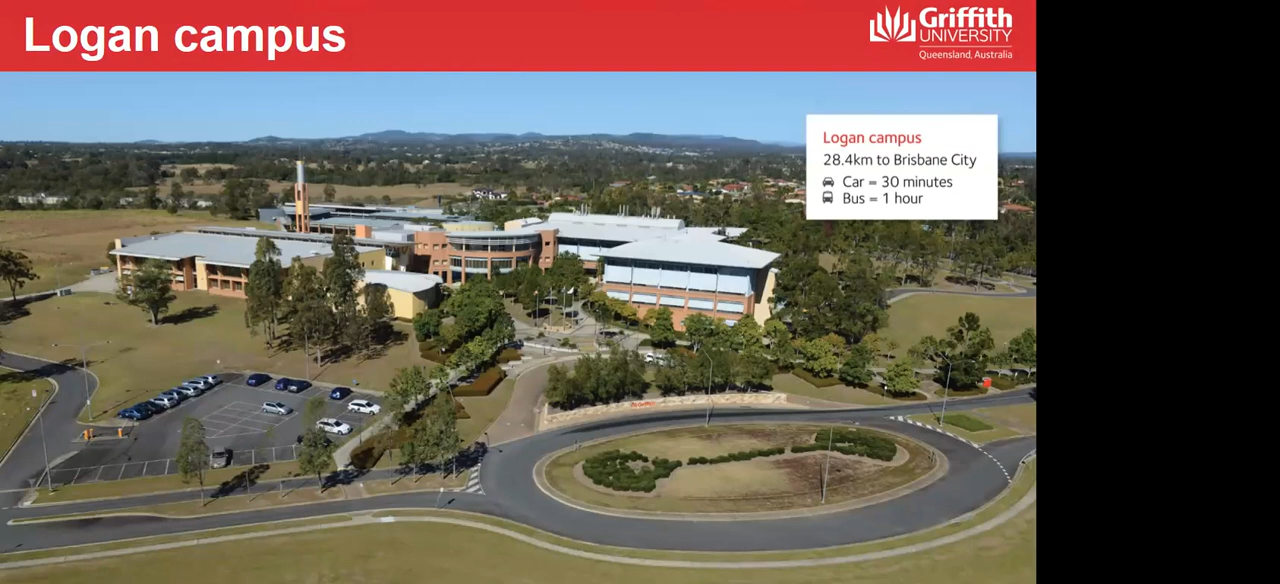 Logan campus
Griffith
UNIVERSITY
Queensland, Australia
Logan campus
28.4km to Brisbane City
Car = 30 minutes
Bus = 1 hour